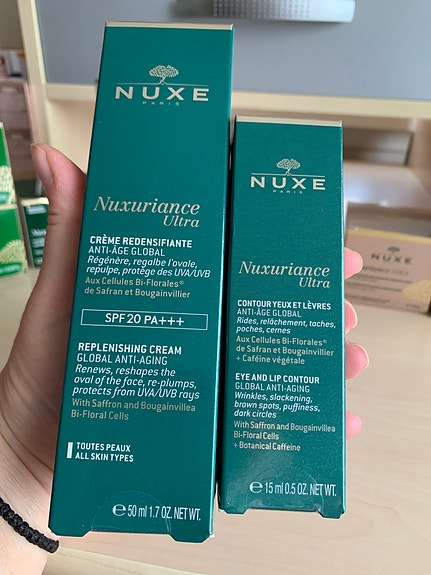 NUXE
PARIS
Nuxuriance
Ultra
CRÈME REDENSIFIANTE
ANTI-ÂGE GLOBAL
Régénère, regalbe l'ovale,
repulpe, protège des UVA/UVB
Aux Cellules Bi-Florales®
de Safran et Bougainvillier
SPF 20 PA+++
REPLENISHING CREAM
GLOBAL ANTI-AGING
Renews, reshapes the
oval of the face, re-plumps,
protects from UVA/UVB rays
With Saffron and Bougainvillea
Bi-Floral Cells
TOUTES PEAUX
ALL SKIN TYPES
℮ 50 ml 1.7 OZ. NET WT.
NUXE
PARIS
Nuxuriance
Ultra
CONTOUR YEUX ET LÈVRES
ANTI-ÂGE GLOBAL
Rides, relâchement, taches,
poches, cernes
Aux Cellules Bi-Florales®
de Safran et Bougainvillier
+ Caféine végétale
EYE AND LIP CONTOUR
GLOBAL ANTI-AGING
Wrinkles, slackening,
brown spots, puffiness,
dark circles
With Saffron and Bougainvillea
Bi-Floral Cells
+ Botanical Caffeine
℮ 15 ml 0.5 OZ. NET WT.
NUXE